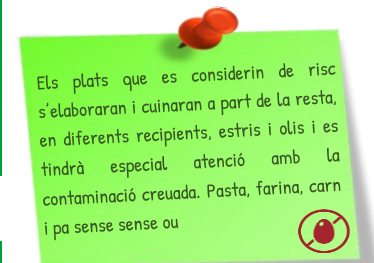 Els plats que es considerin de risc
s'elaboraran i cuinaran a part de la resta,
en diferents recipients, estris i olis i es
tindrà especial atenció amb la
contaminació creuada. Pasta, farina, carn
i pa sense sense ou